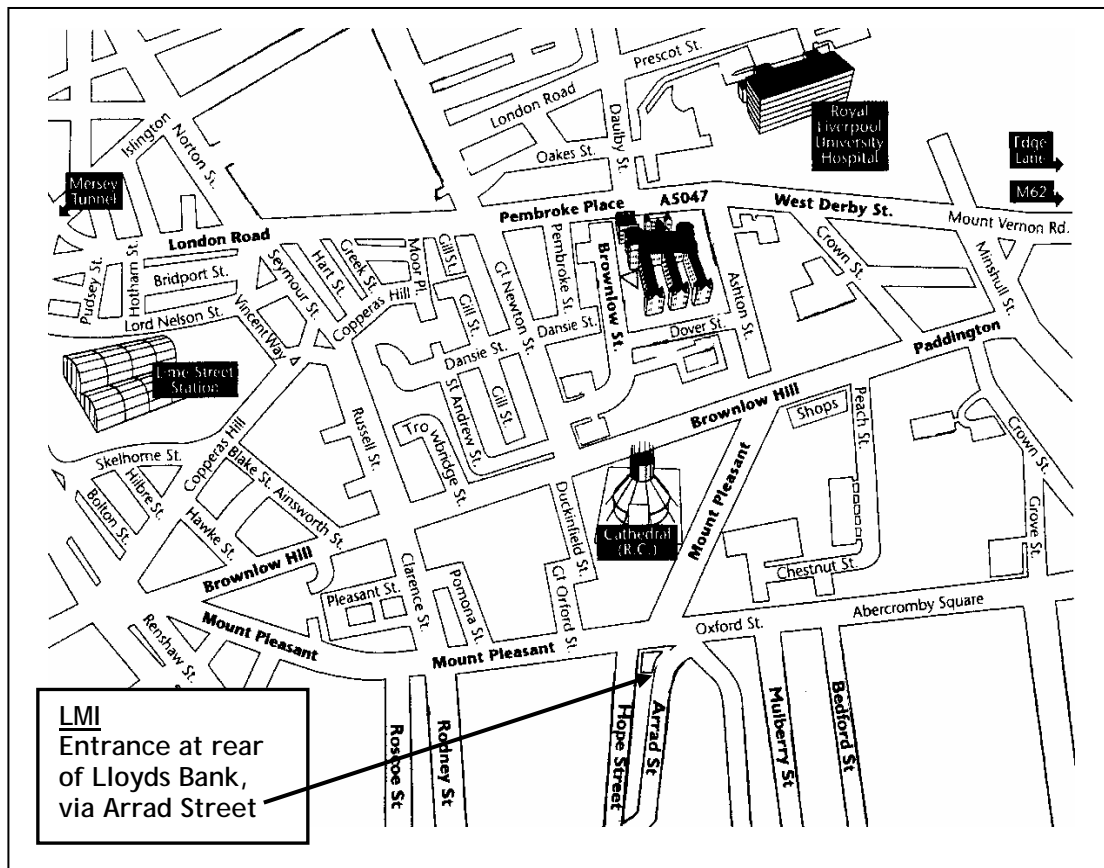 Prescot St.
London Road
Daulby St.
Oakes St.
Royal
Liverpool
University
Hospital
Edge
Lane
M62
Islington
Norton St.
Mersey
Tunnel
Pembroke Place
A5047
West Derby St.
Mount Vernon Rd.
London Road
Pudsey St.
Hotham St.
Bridport St.
Lord Nelson St.
Seymour St.
Hart St.
Greek St.
Moor Pl.
Copperas Hill
Vincent Way
Gill St.
Gill St.
Gt Newton St.
Pembroke St.
Brownlow St.
Ashton St.
Crown St.
Minshull St.
Dansie St.
Dansie St.
Dover St.
Paddington
Lime Street
Station
St Andrew St.
Gill St.
Trowbridge St.
Russell St.
Brownlow Hill
Shops
Peach St.
Crown St.
Grove St.
Skelhorne St.
Copperas Hill
Bolton St.
Hilbre St.
Blake St.
Ainsworth St.
Hawke St.
Brownlow Hill
Duckinfield St.
Cathedral
(R.C.)
Mount Pleasant
Chestnut St.
Clarence St.
Pleasant St.
Pomona St.
Gt Orford St.
Oxford St.
Abercromby Square
Renshaw St.
Mount Pleasant
Mount Pleasant
Roscoe St
Rodney St
Hope Street
Arrad St
Mulberry St
Bedford St
LMI
Entrance at rear
of Lloyds Bank,
via Arrad Street